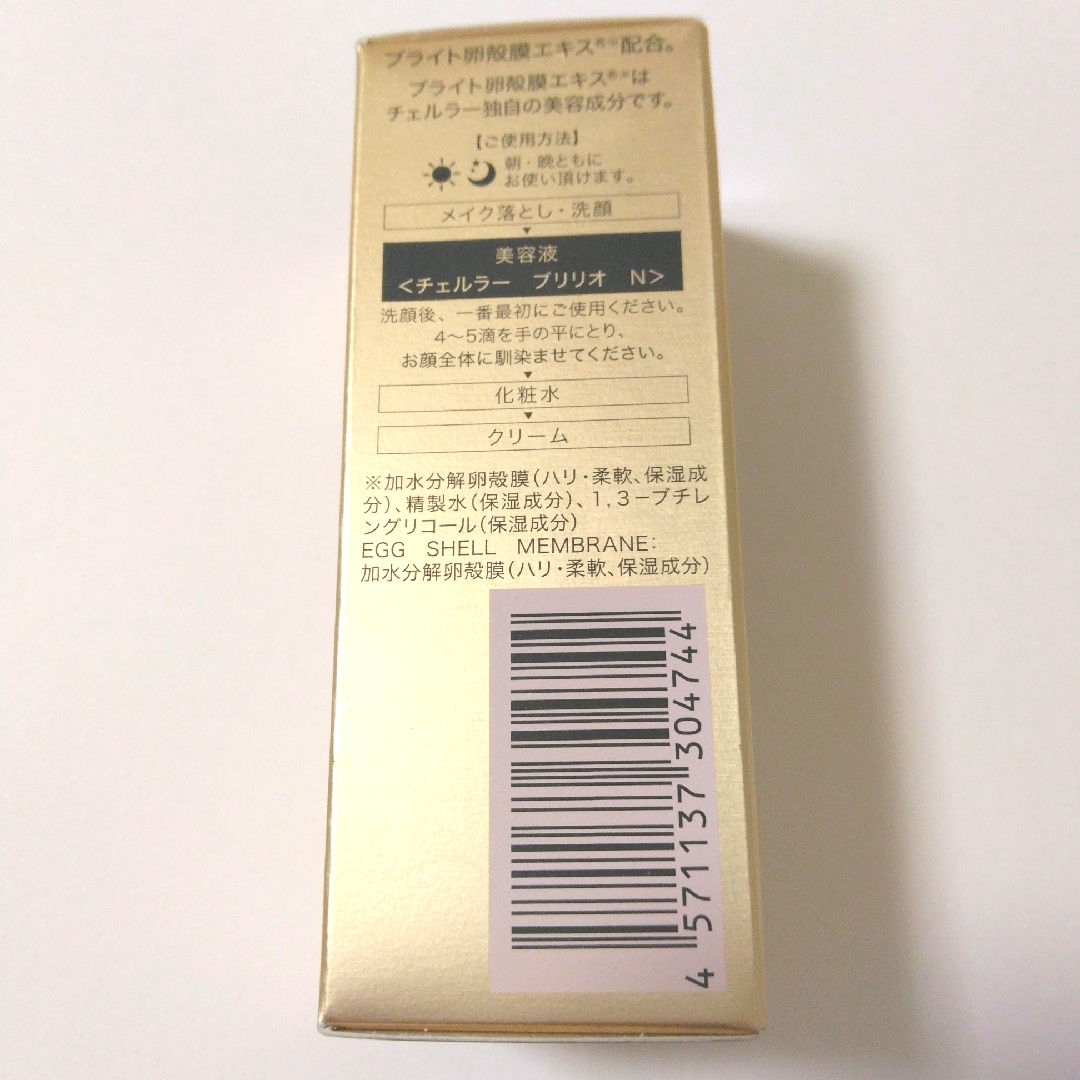 ブライト卵殻膜エキス®※配合。
ブライト卵殻膜エキス®※は
チェルラー独自の美容成分です。
【ご使用方法】
朝・晩ともに
お使い頂けます。
メイク落とし・洗顔
美容液
＜チェルラー ブリリオ N＞
洗顔後、一番最初にご使用ください。
4〜5滴を手の平にとり、
お顔全体に馴染ませてください。
化粧水
クリーム
※加水分解卵殻膜(ハリ・柔軟、保湿成
分)、精製水(保湿成分)、1,3－ブチレ
ングリコール(保湿成分)
EGG SHELL MEMBRANE:
加水分解卵殻膜(ハリ・柔軟、保湿成分)
4 571137 304744